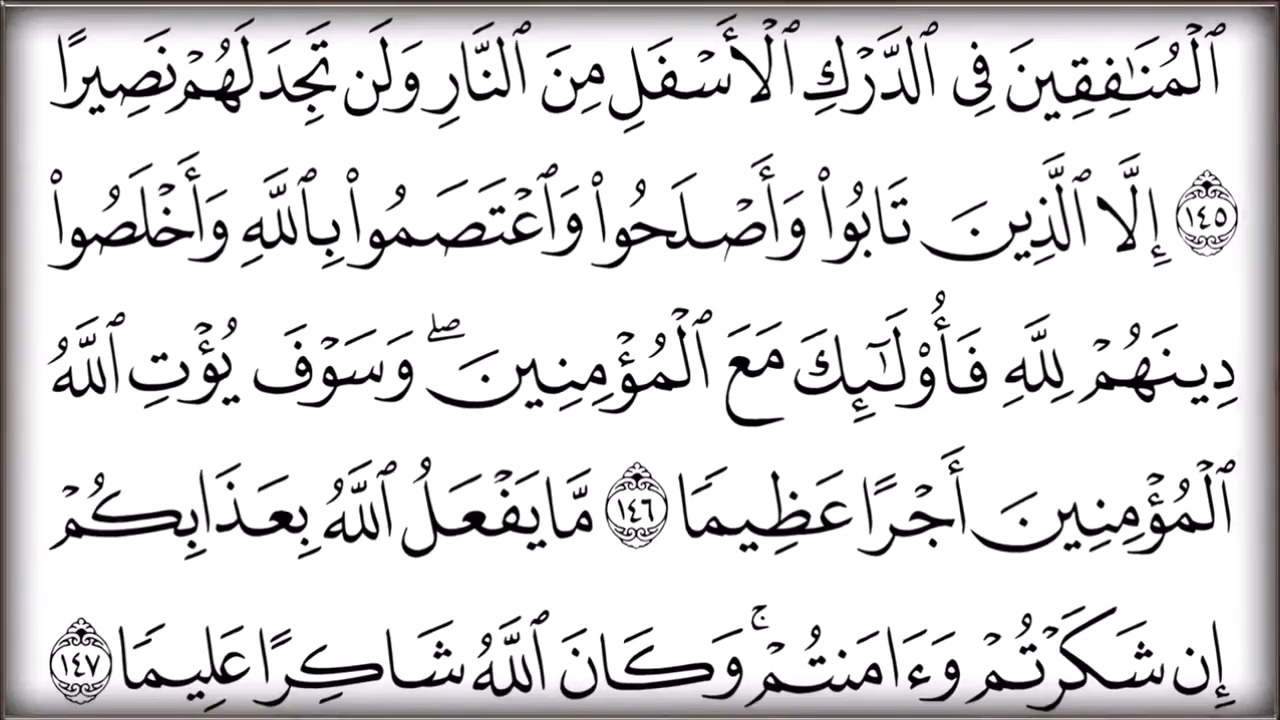 ٱلۡمُنَٰفِقِينَ فِي ٱلدَّرۡكِ ٱلۡأَسۡفَلِ مِنَ ٱلنَّارِ وَلَن تَجِدَ لَهُمۡ نَصِيرًا
١٤٥ إِلَّا ٱلَّذِينَ تَابُواْ وَأَصۡلَحُواْ وَٱعۡتَصَمُواْ بِٱللَّهِ وَأَخۡلَصُواْ
دِينَهُمۡ لِلَّهِ فَأُوْلَٰٓئِكَ مَعَ ٱلۡمُؤۡمِنِينَۖ وَسَوۡفَ يُؤۡتِ ٱللَّهُ
ٱلۡمُؤۡمِنِينَ أَجۡرًا عَظِيمٗا ١٤٦ مَّا يَفۡعَلُ ٱللَّهُ بِعَذَابِكُمۡ
إِن شَكَرۡتُمۡ وَءَامَنتُمۡۚ وَكَانَ ٱللَّهُ شَاكِرًا عَلِيمٗا ١٤٧